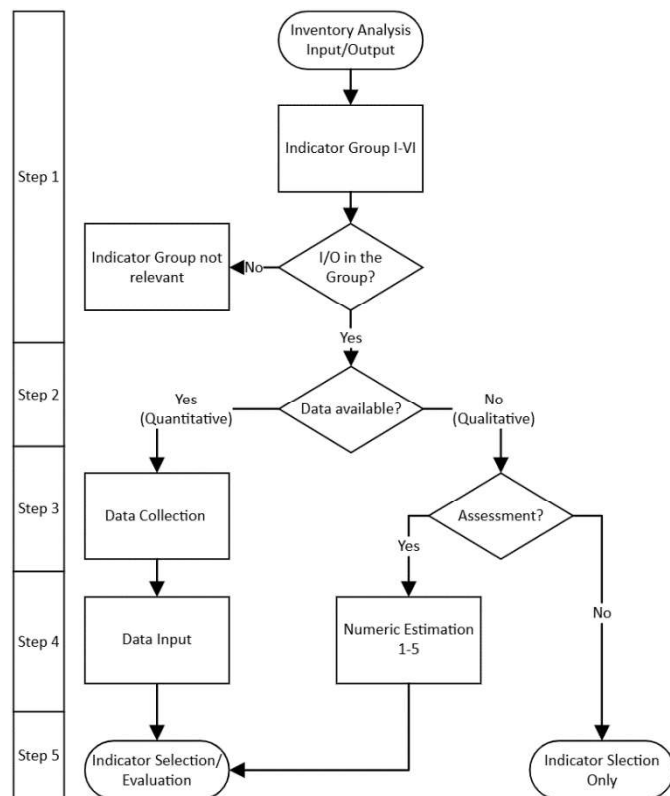 Inventory Analysis
Input/Output
Step 1
Indicator Group I-VI
Indicator Group not
relevant
No
I/O in the
Group?
Yes
Step 2
Yes
(Quantitative)
Data available?
No
(Qualitative)
Step 3
Data Collection
Assessment?
Yes
No
Step 4
Data Input
Numeric Estimation
1-5
Step 5
Indicator Selection/
Evaluation
Indicator Slection
Only